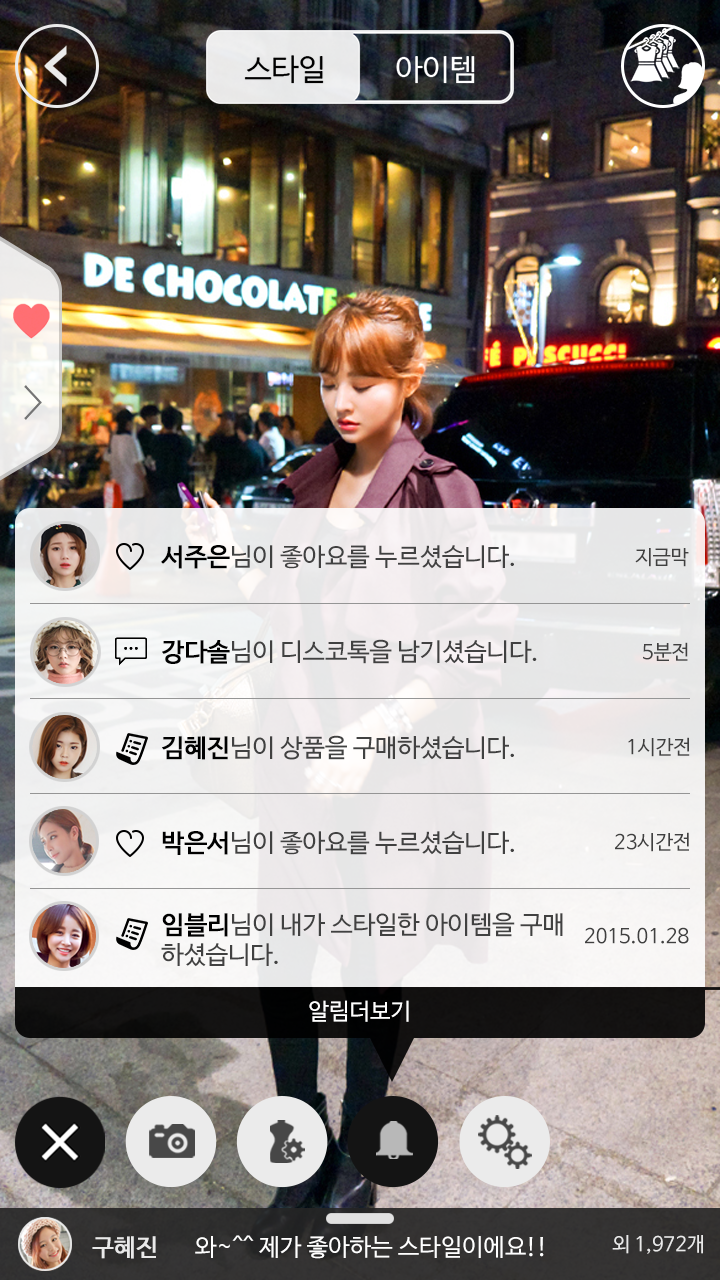 스타일 아이템
DE CHOCOLATE
PASCUCCI
서주은님이 좋아요를 누르셨습니다. 지금막
강다솔님이 디스코톡을 남기셨습니다. 5분전
김혜진님이 상품을 구매하셨습니다. 1시간전
박은서님이 좋아요를 누르셨습니다. 23시간전
임블리님이 내가 스타일한 아이템을 구매 2015.01.28
하셨습니다.
알림더보기
구혜진 와~^^ 제가 좋아하는 스타일이에요!! 외 1,972개